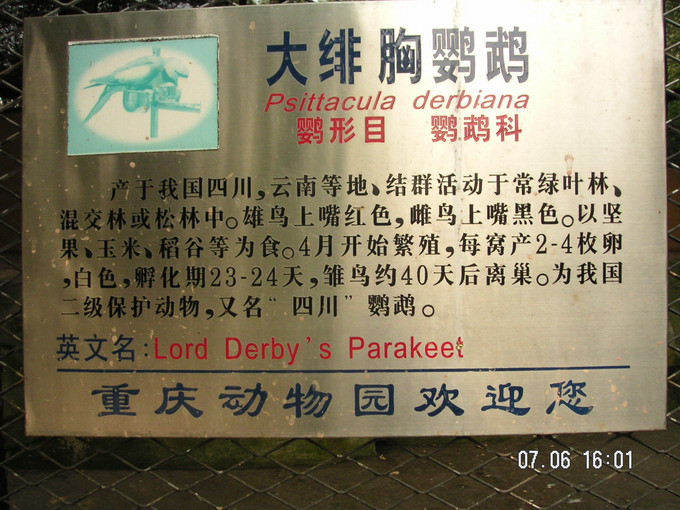 大绯胸鹦鹉
Psittacula derbiana
鹦形目 鹦鹉科
产于我国四川,云南等地、结群活动于常绿叶林、
混交林或松林中。雄鸟上嘴红色,雌鸟上嘴黑色。以坚
果、玉米、稻谷等为食。4月开始繁殖,每窝产2-4枚卵
,白色,孵化期23-24天,雏鸟约40天后离巢。为我国
二级保护动物,又名"四川"鹦鹉。
英文名:Lord Derby's Parakeet
重庆动物园欢迎您
07.06 16:01